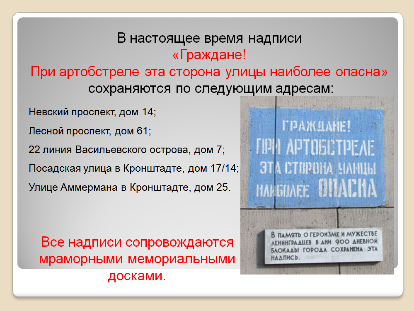 В настоящее время надписи
«Граждане!
При артобстреле эта сторона улицы наиболее опасна»
сохраняются по следующим адресам:
Невский проспект, дом 14;
Лесной проспект, дом 61;
22 линия Васильевского острова, дом 7;
Посадская улица в Кронштадте, дом 17/14;
Улице Аммермана в Кронштадте, дом 25.
Все надписи сопровождаются
мраморными мемориальными
досками.
ГРАЖДАНЕ!
ПРИ АРТОБСТРЕЛЕ
ЭТА СТОРОНА УЛИЦЫ
НАИБОЛЕЕ ОПАСНА
В ПАМЯТЬ О ГЕРОИЗМЕ И МУЖЕСТВЕ
ЛЕНИНГРАДЦЕВ В ДНИ 900 ДНЕВНОЙ
БЛОКАДЫ ГОРОДА СОХРАНЕНА ЭТА
НАДПИСЬ.